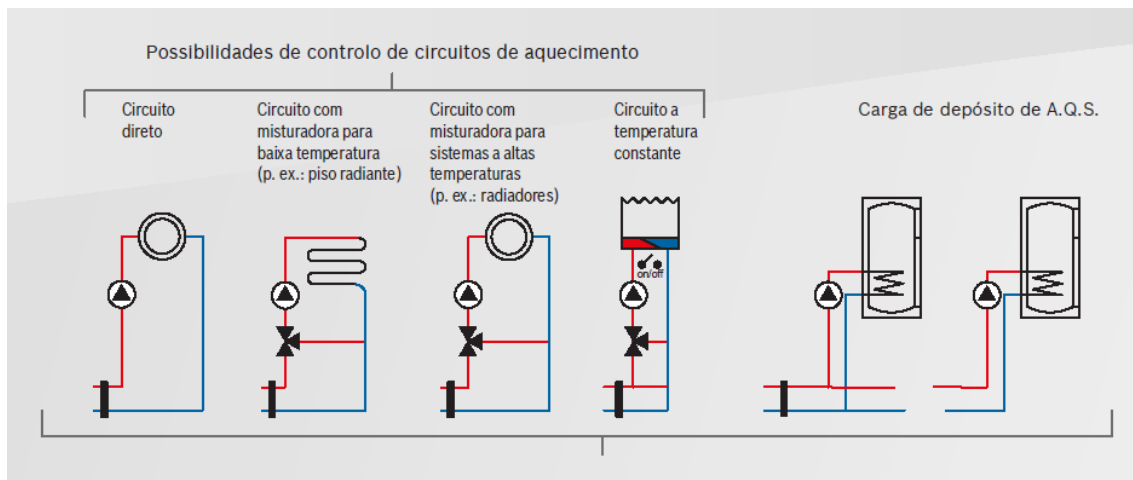 Possibilidades de controlo de circuitos de aquecimento
Circuito
direto
Circuito com
misturadora para
baixa temperatura
(p. ex.: piso radiante)
Circuito com
misturadora para
sistemas a altas
temperaturas
(p. ex.: radiadores)
Circuito a
temperatura
constante
Carga de depósito de A.Q.S.
on/off